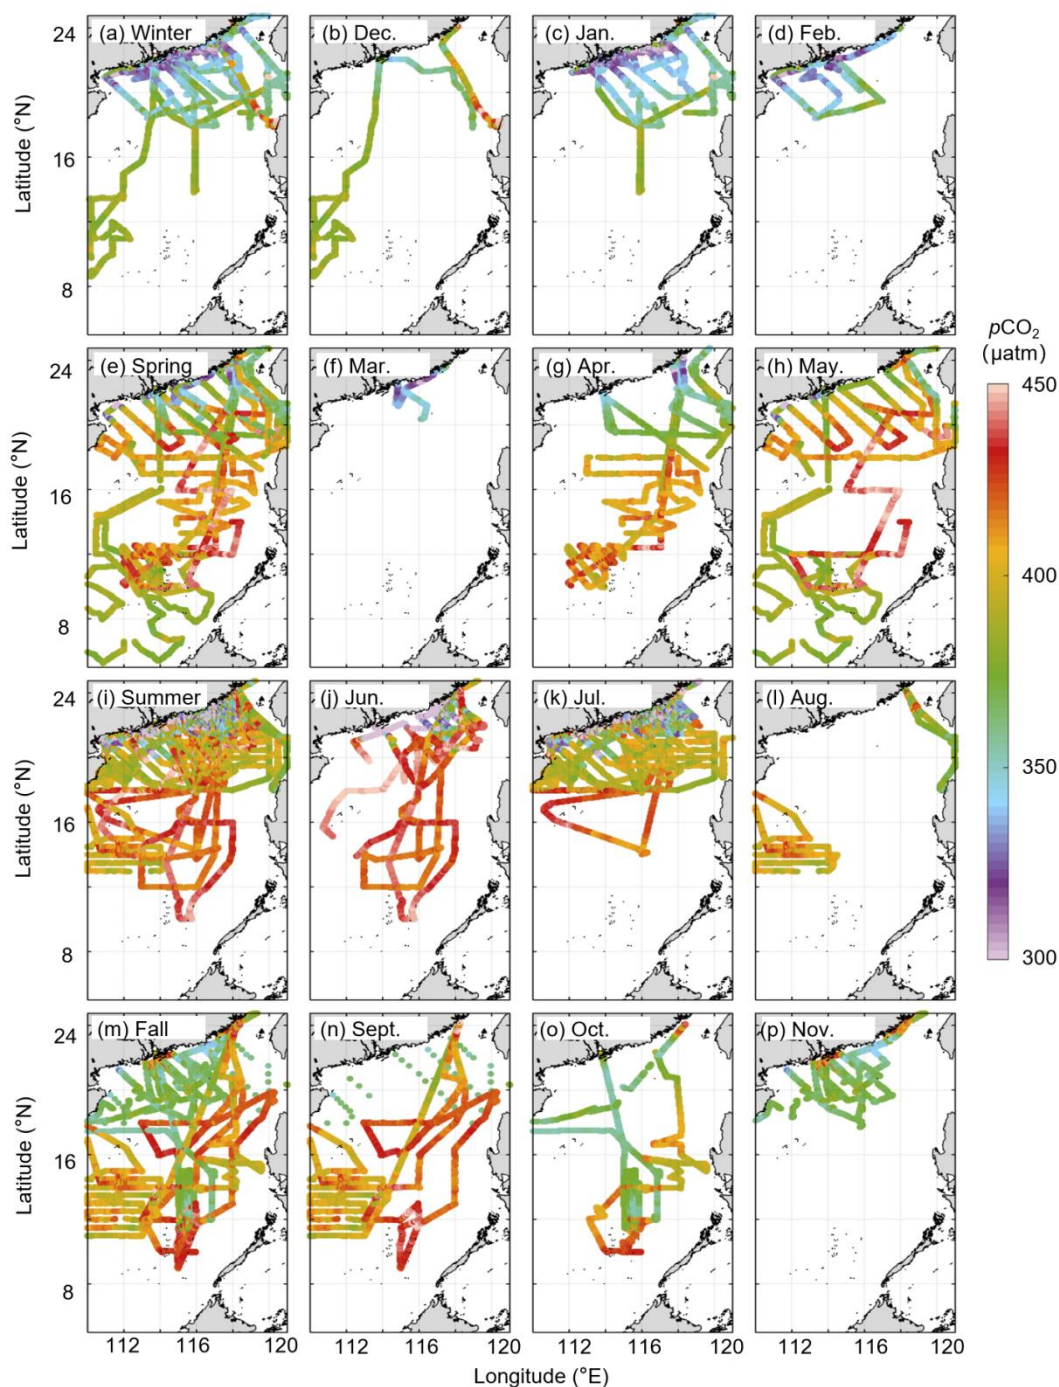 24
16
8
Latitude (°N)
(a) Winter
(b) Dec.
(c) Jan.
(d) Feb.
24
16
8
Latitude (°N)
(e) Spring
(f) Mar.
(g) Apr.
(h) May.
24
16
8
Latitude (°N)
(i) Summer
(j) Jun.
(k) Jul.
(l) Aug.
24
16
8
Latitude (°N)
(m) Fall
(n) Sept.
(o) Oct.
(p) Nov.
112 116 120
112 116 120
112 116 120
112 116 120
Longitude (°E)
pCO₂
(µatm)
450
400
350
300